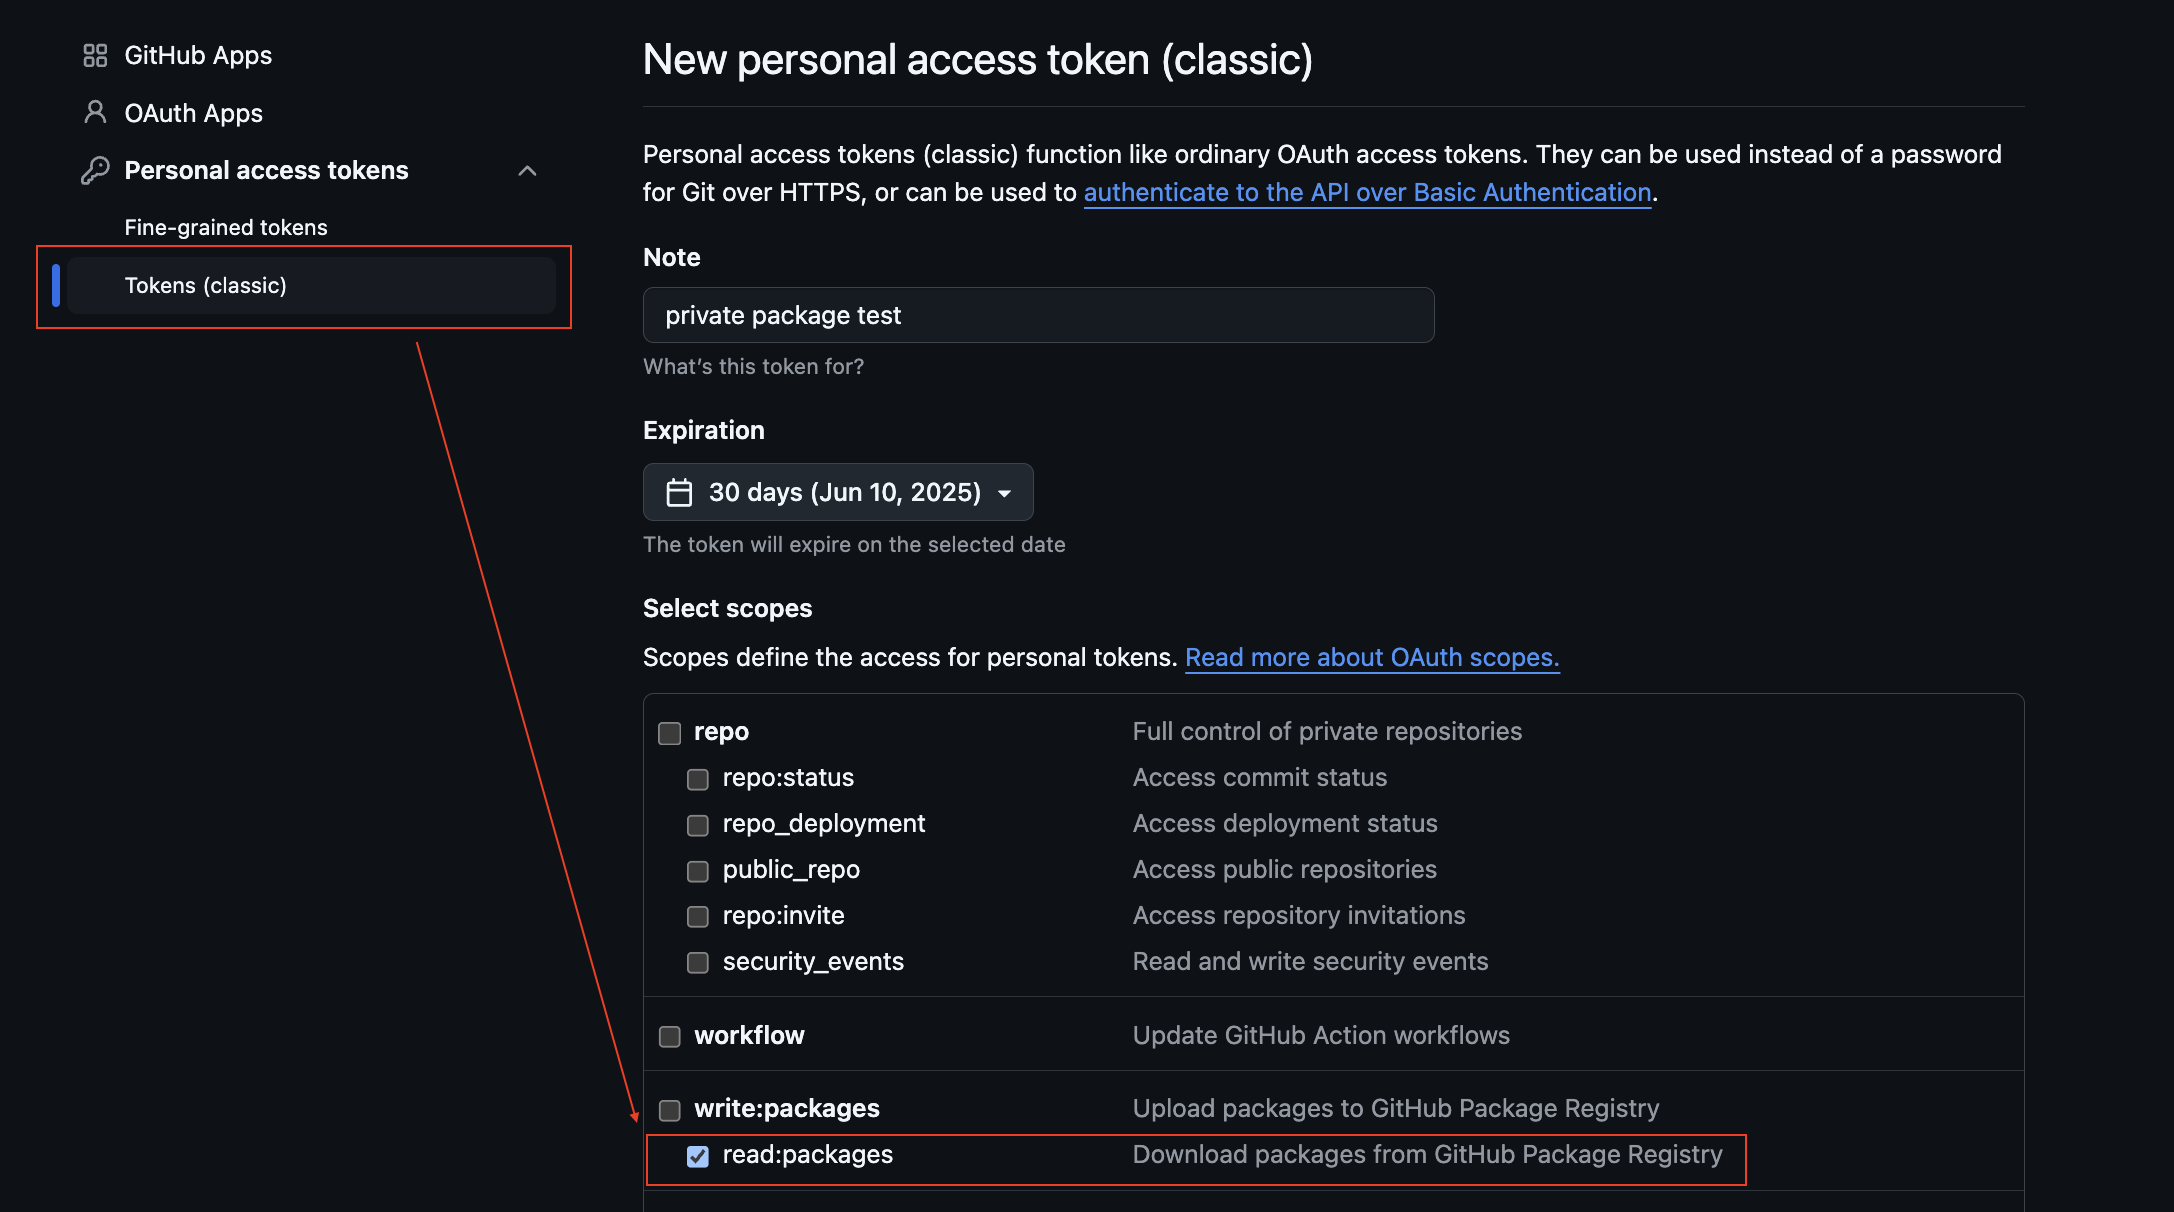 GitHub Apps
OAuth Apps
Personal access tokens
Fine-grained tokens
Tokens (classic)
New personal access token (classic)
Personal access tokens (classic) function like ordinary OAuth access tokens. They can be used instead of a password
for Git over HTTPS, or can be used to authenticate to the API over Basic Authentication.
Note
private package test
What's this token for?
Expiration
30 days (Jun 10, 2025)
The token will expire on the selected date
Select scopes
Scopes define the access for personal tokens. Read more about OAuth scopes.
repo Full control of private repositories
repo:status Access commit status
repo_deployment Access deployment status
public_repo Access public repositories
repo:invite Access repository invitations
security_events Read and write security events
workflow Update GitHub Action workflows
write:packages Upload packages to GitHub Package Registry
read:packages Download packages from GitHub Package Registry